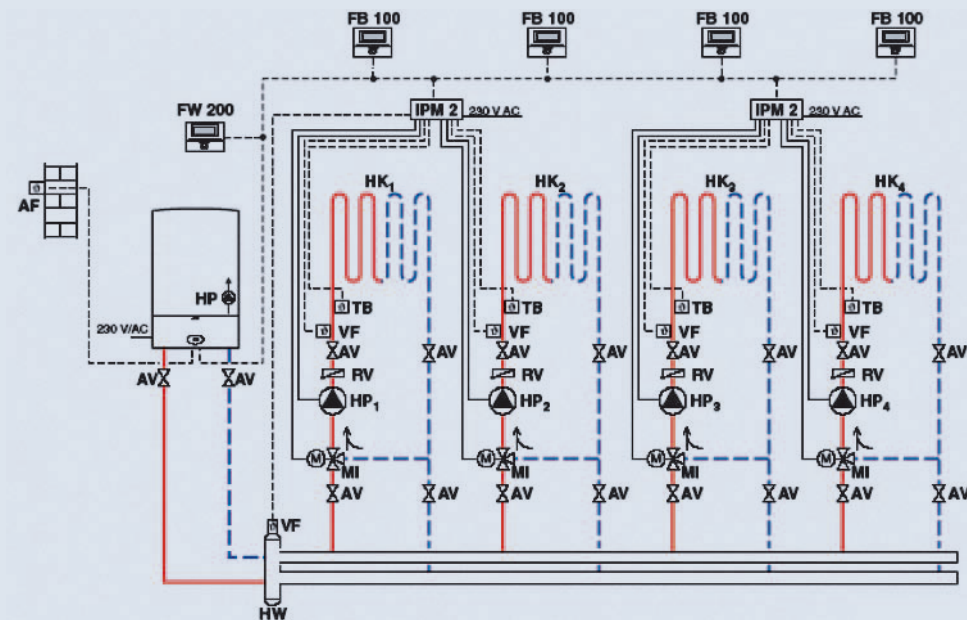 FB 100 FB 100 FB 100 FB 100
IPM 2 230 V AC IPM 2 230 V AC
FW 200
HK1 HK2 HK3 HK4
AF
HP
TB TB TB TB
230 V/AC VF VF VF VF
AV AV AV AV AV AV AV AV
AV AV RV RV RV RV
HP1 HP2 HP3 HP4
M M M M
MI MI MI MI
AV AV AV AV AV AV AV AV
VF
HW